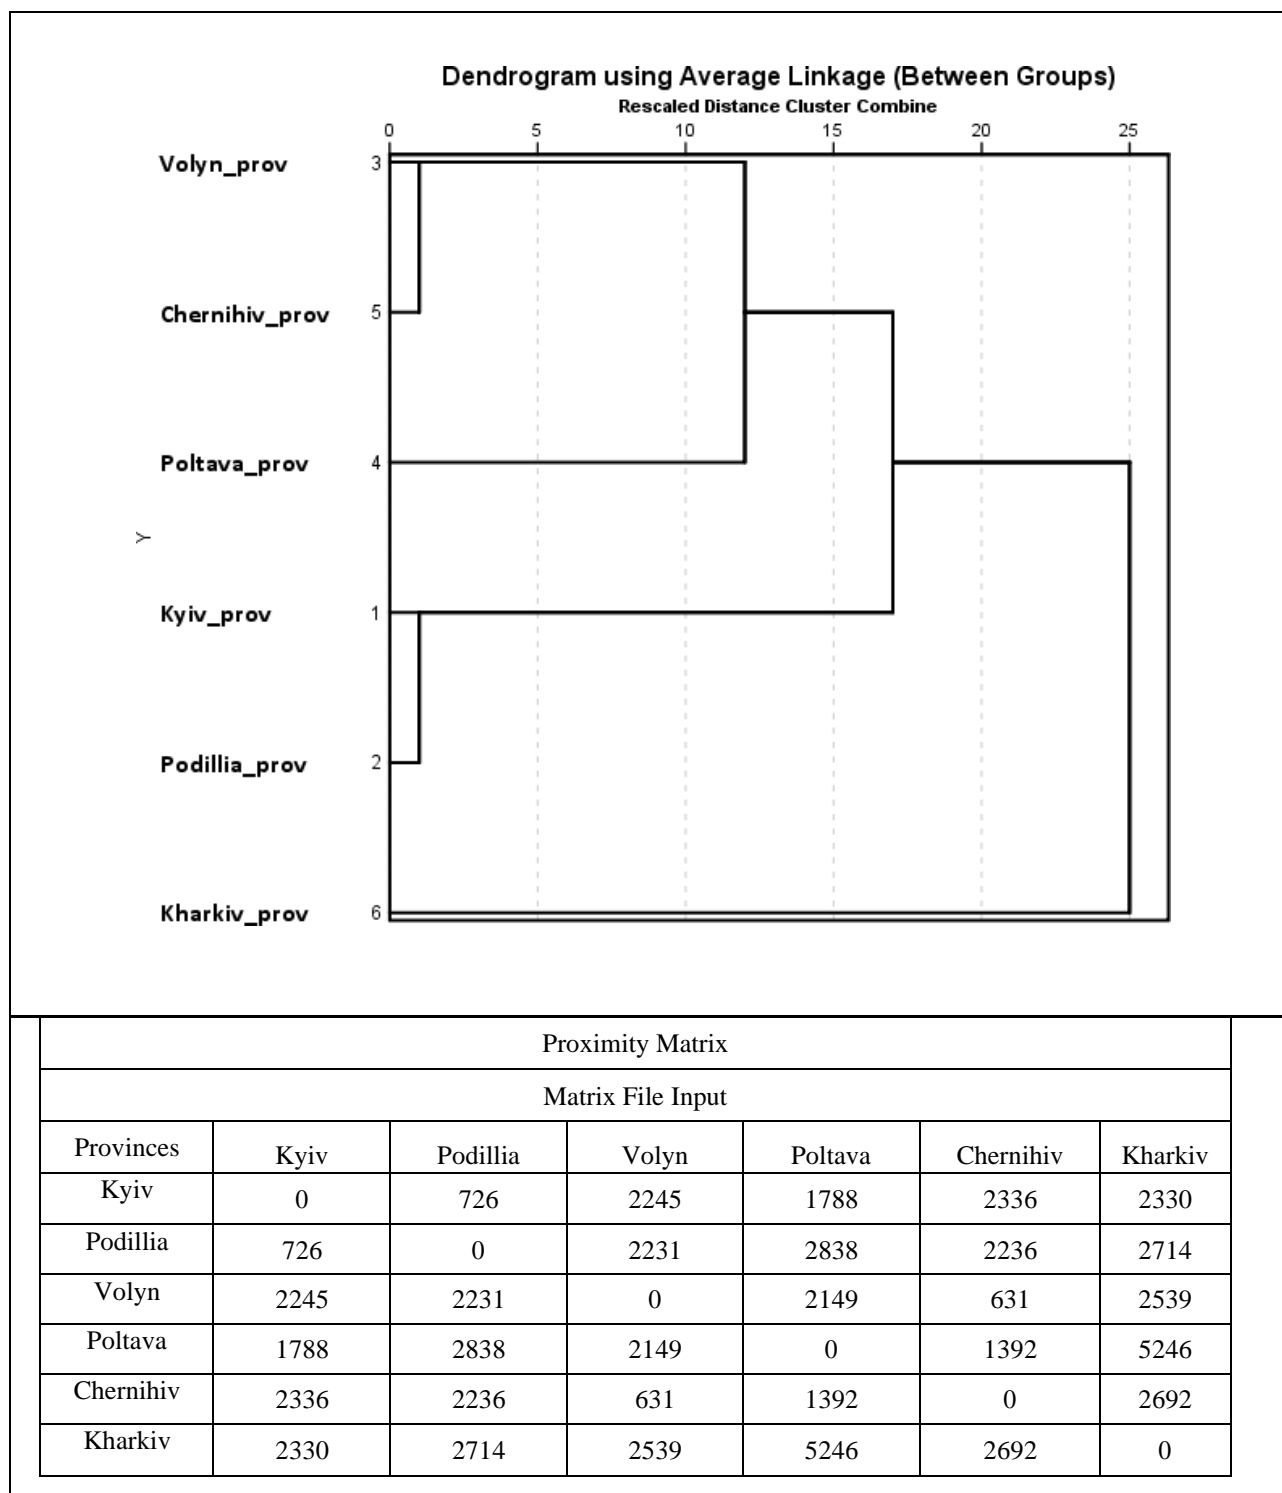 Dendrogram using Average Linkage (Between Groups)
Rescaled Distance Cluster Combine
0 5 10 15 20 25
Volyn_prov 3
Chernihiv_prov 5
Poltava_prov 4
Y
Kyiv_prov 1
Podillia_prov 2
Kharkiv_prov 6
Proximity Matrix
Matrix File Input
Provinces Kyiv Podillia Volyn Poltava Chernihiv Kharkiv
Kyiv 0 726 2245 1788 2336 2330
Podillia 726 0 2231 2838 2236 2714
Volyn 2245 2231 0 2149 631 2539
Poltava 1788 2838 2149 0 1392 5246
Chernihiv 2336 2236 631 1392 0 2692
Kharkiv 2330 2714 2539 5246 2692 0